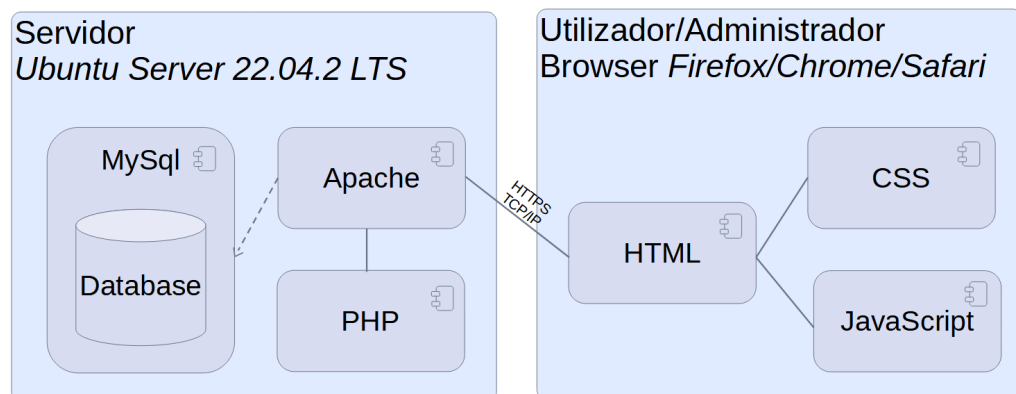 Servidor
Ubuntu Server 22.04.2 LTS
MySql
Database
Apache
PHP
HTTPS
TCP/IP
Utilizador/Administrador
Browser Firefox/Chrome/Safari
HTML
CSS
JavaScript